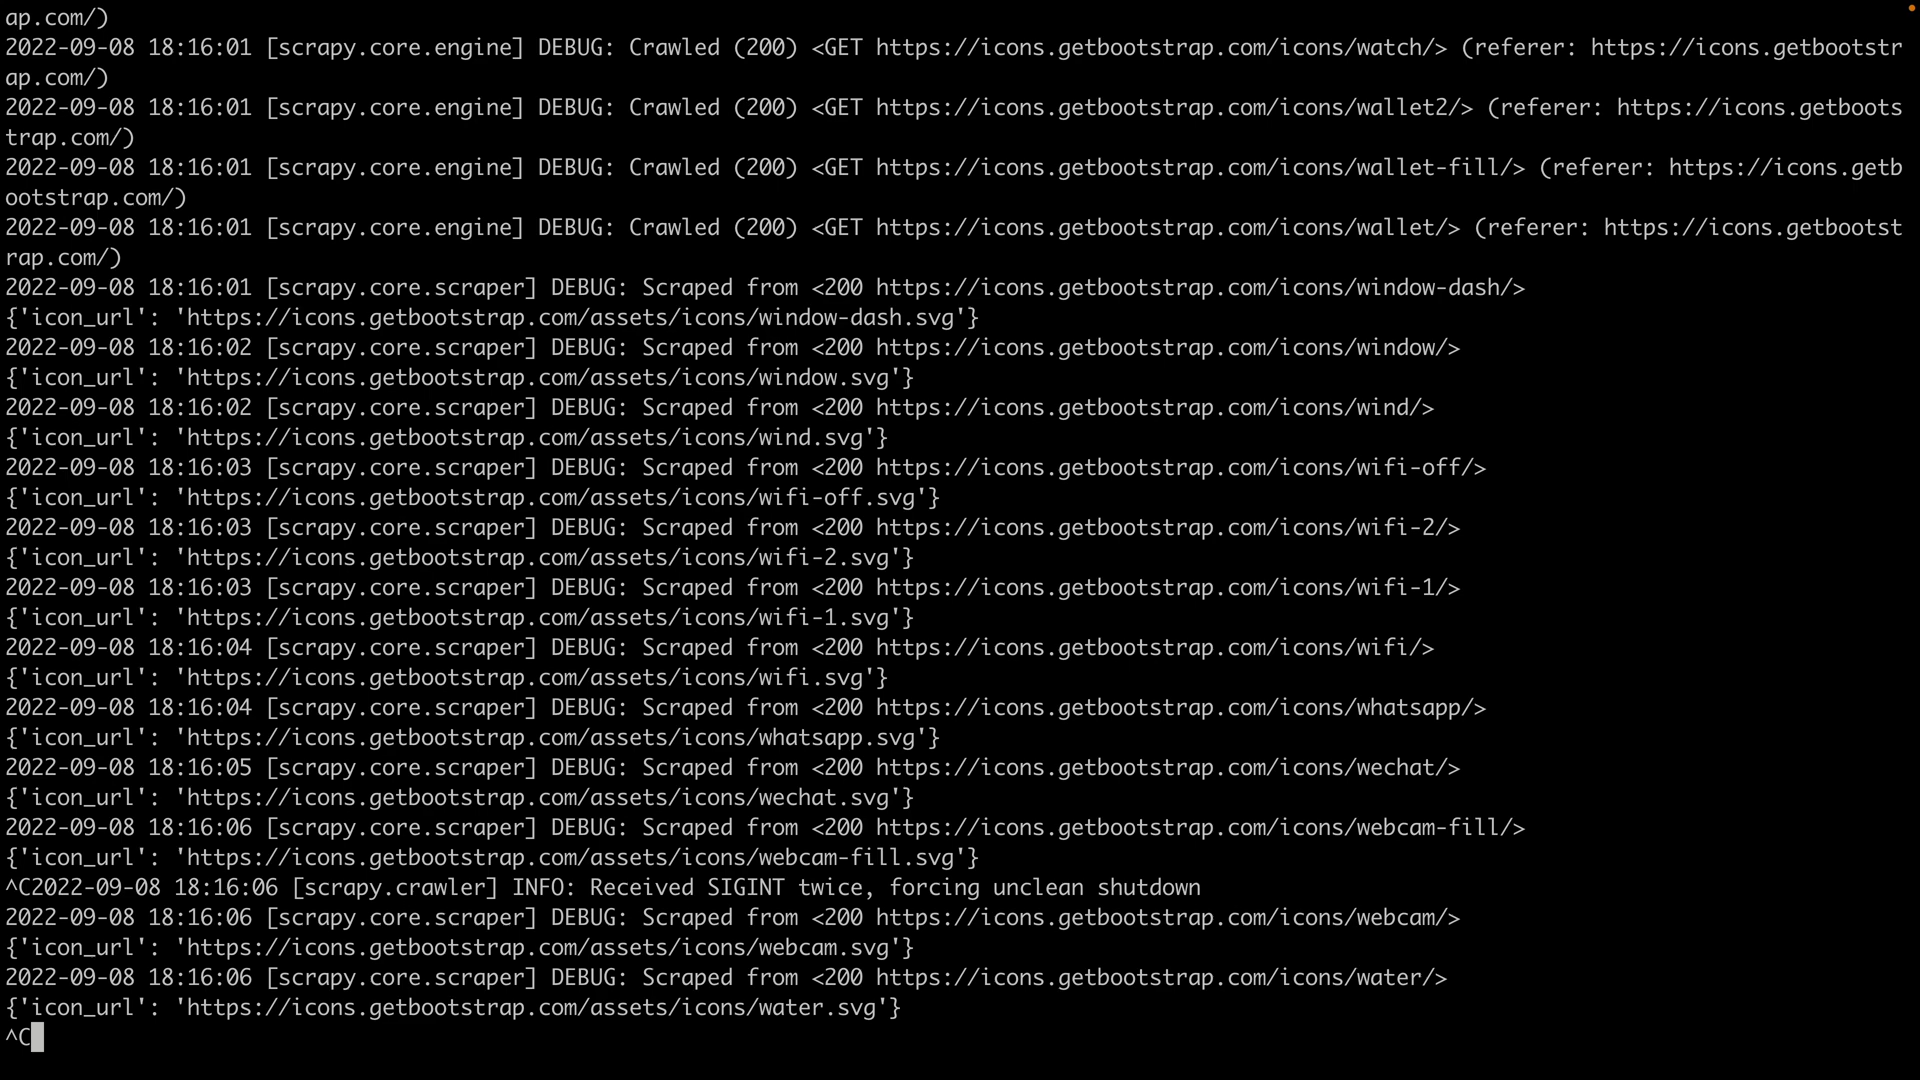 ap.com/)
2022-09-08 18:16:01 [scrapy.core.engine] DEBUG: Crawled (200) <GET https://icons.getbootstrap.com/icons/watch/> (referer: https://icons.getbootstr
ap.com/)
2022-09-08 18:16:01 [scrapy.core.engine] DEBUG: Crawled (200) <GET https://icons.getbootstrap.com/icons/wallet2/> (referer: https://icons.getboots
trap.com/)
2022-09-08 18:16:01 [scrapy.core.engine] DEBUG: Crawled (200) <GET https://icons.getbootstrap.com/icons/wallet-fill/> (referer: https://icons.getb
ootstrap.com/)
2022-09-08 18:16:01 [scrapy.core.engine] DEBUG: Crawled (200) <GET https://icons.getbootstrap.com/icons/wallet/> (referer: https://icons.getbootst
rap.com/)
2022-09-08 18:16:01 [scrapy.core.scraper] DEBUG: Scraped from <200 https://icons.getbootstrap.com/icons/window-dash/>
{'icon_url': 'https://icons.getbootstrap.com/assets/icons/window-dash.svg'}
2022-09-08 18:16:02 [scrapy.core.scraper] DEBUG: Scraped from <200 https://icons.getbootstrap.com/icons/window/>
{'icon_url': 'https://icons.getbootstrap.com/assets/icons/window.svg'}
2022-09-08 18:16:02 [scrapy.core.scraper] DEBUG: Scraped from <200 https://icons.getbootstrap.com/icons/wind/>
{'icon_url': 'https://icons.getbootstrap.com/assets/icons/wind.svg'}
2022-09-08 18:16:03 [scrapy.core.scraper] DEBUG: Scraped from <200 https://icons.getbootstrap.com/icons/wifi-off/>
{'icon_url': 'https://icons.getbootstrap.com/assets/icons/wifi-off.svg'}
2022-09-08 18:16:03 [scrapy.core.scraper] DEBUG: Scraped from <200 https://icons.getbootstrap.com/icons/wifi-2/>
{'icon_url': 'https://icons.getbootstrap.com/assets/icons/wifi-2.svg'}
2022-09-08 18:16:03 [scrapy.core.scraper] DEBUG: Scraped from <200 https://icons.getbootstrap.com/icons/wifi-1/>
{'icon_url': 'https://icons.getbootstrap.com/assets/icons/wifi-1.svg'}
2022-09-08 18:16:04 [scrapy.core.scraper] DEBUG: Scraped from <200 https://icons.getbootstrap.com/icons/wifi/>
{'icon_url': 'https://icons.getbootstrap.com/assets/icons/wifi.svg'}
2022-09-08 18:16:04 [scrapy.core.scraper] DEBUG: Scraped from <200 https://icons.getbootstrap.com/icons/whatsapp/>
{'icon_url': 'https://icons.getbootstrap.com/assets/icons/whatsapp.svg'}
2022-09-08 18:16:05 [scrapy.core.scraper] DEBUG: Scraped from <200 https://icons.getbootstrap.com/icons/wechat/>
{'icon_url': 'https://icons.getbootstrap.com/assets/icons/wechat.svg'}
2022-09-08 18:16:06 [scrapy.core.scraper] DEBUG: Scraped from <200 https://icons.getbootstrap.com/icons/webcam-fill/>
{'icon_url': 'https://icons.getbootstrap.com/assets/icons/webcam-fill.svg'}
^C2022-09-08 18:16:06 [scrapy.crawler] INFO: Received SIGINT twice, forcing unclean shutdown
2022-09-08 18:16:06 [scrapy.core.scraper] DEBUG: Scraped from <200 https://icons.getbootstrap.com/icons/webcam/>
{'icon_url': 'https://icons.getbootstrap.com/assets/icons/webcam.svg'}
2022-09-08 18:16:06 [scrapy.core.scraper] DEBUG: Scraped from <200 https://icons.getbootstrap.com/icons/water/>
{'icon_url': 'https://icons.getbootstrap.com/assets/icons/water.svg'}
^C